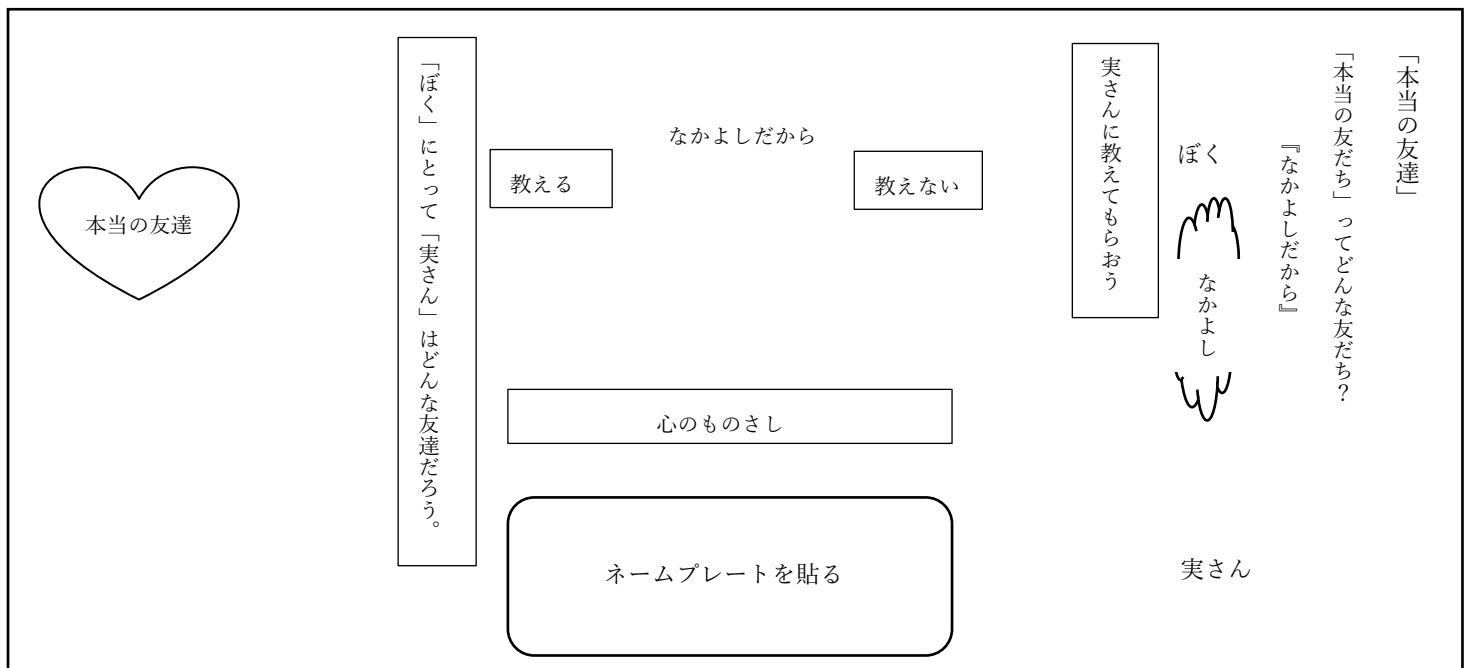 「本当の友達」
「本当の友だち」ってどんな友だち？
『なかよしだから』
ぼく
なかよし
実さん
実さんに教えてもらおう
教えない
なかよしだから
教える
心のものさし
ネームプレートを貼る
「ぼく」にとって「実さん」はどんな友達だろう。
本当の友達